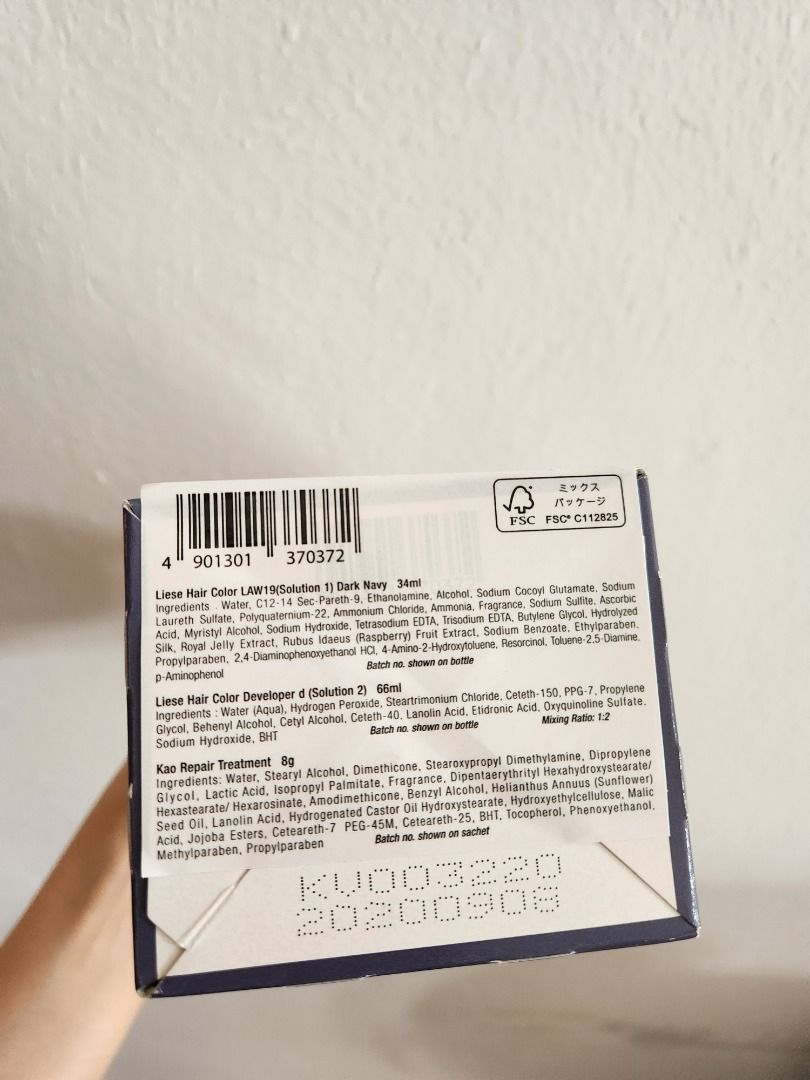 4 901301 370372
ミックス
パッケージ
FSC
FSC® C112825
Liese Hair Color LAW19(Solution 1) Dark Navy 34ml
Ingredients : Water, C12-14 Sec-Pareth-9, Ethanolamine, Alcohol, Sodium Cocoyl Glutamate, Sodium
Laureth Sulfate, Polyquaternium-22, Ammonium Chloride, Ammonia, Fragrance, Sodium Sulfite, Ascorbic
Acid, Myristyl Alcohol, Sodium Hydroxide, Tetrasodium EDTA, Trisodium EDTA, Butylene Glycol, Hydrolyzed
Silk, Royal Jelly Extract, Rubus Idaeus (Raspberry) Fruit Extract, Sodium Benzoate, Ethylparaben,
Propylparaben, 2,4-Diaminophenoxyethanol HCl, 4-Amino-2-Hydroxytoluene, Resorcinol, Toluene-2,5-Diamine,
p-Aminophenol
Batch no. shown on bottle
Liese Hair Color Developer d (Solution 2) 66ml
Ingredients : Water (Aqua), Hydrogen Peroxide, Steartrimonium Chloride, Ceteth-150, PPG-7, Propylene
Glycol, Behenyl Alcohol, Cetyl Alcohol, Ceteth-40, Lanolin Acid, Etidronic Acid, Oxyquinoline Sulfate.
Sodium Hydroxide, BHT
Batch no. shown on bottle
Mixing Ratio: 1:2
Kao Repair Treatment 8g
Ingredients: Water, Stearyl Alcohol, Dimethicone, Stearoxypropyl Dimethylamine, Dipropylene
Glycol, Lactic Acid, Isopropyl Palmitate, Fragrance, Dipentaerythrityl Hexahydroxystearate/
Hexastearate/ Hexarosinate, Amodimethicone, Benzyl Alcohol, Helianthus Annuus (Sunflower)
Seed Oil, Lanolin Acid, Hydrogenated Castor Oil Hydroxystearate, Hydroxyethylcellulose, Malic
Acid, Jojoba Esters, Ceteareth-7 PEG-45M, Ceteareth-25, BHT, Tocopherol, Phenoxyethanol,
Methylparaben, Propylparaben
Batch no. shown on sachet
KV003220
20200906